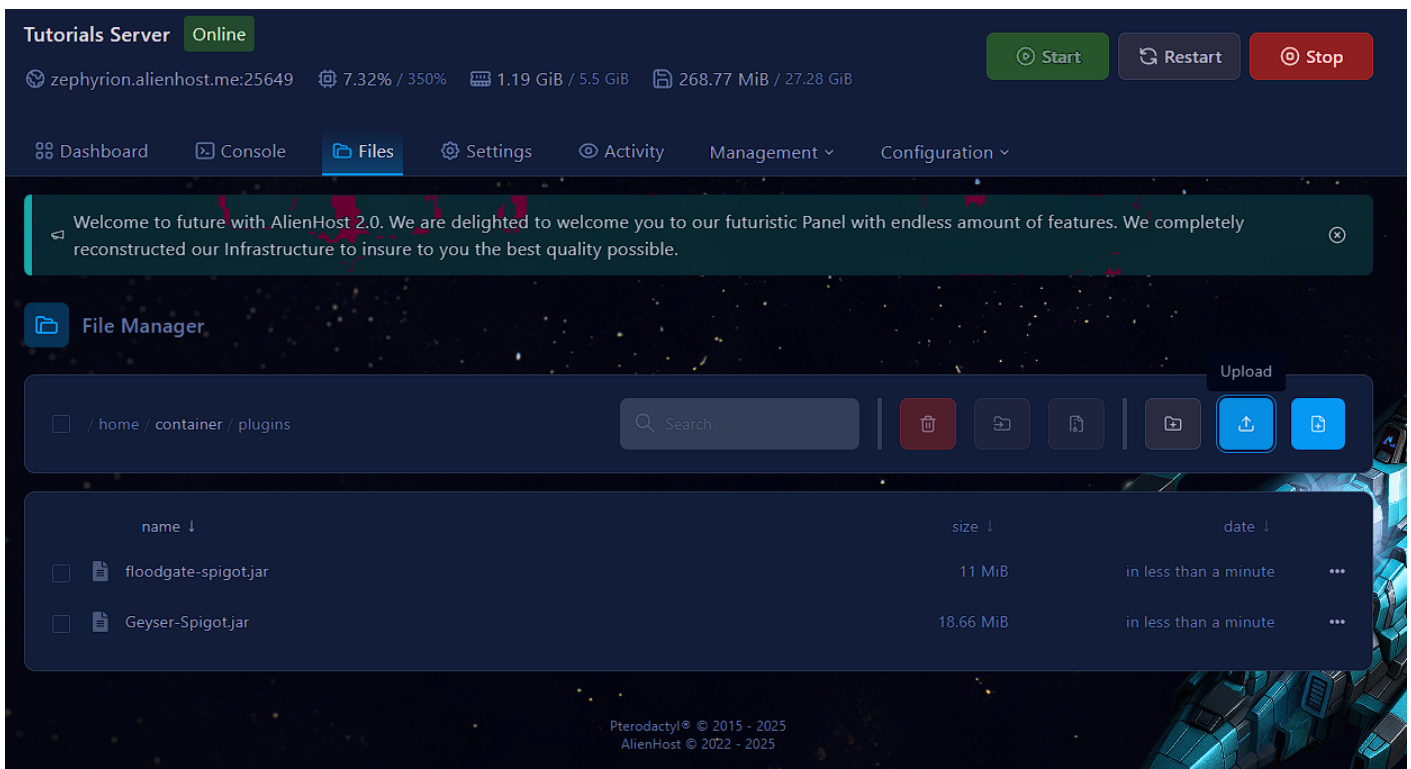 Tutorials Server Online
Start Restart Stop
zephyrion.alienhost.me:25649 7.32% / 350% 1.19 GiB / 5.5 GiB 268.77 MiB / 27.28 GiB
Dashboard Console Files Settings Activity Management Configuration
Welcome to future with AlienHost 2.0. We are delighted to welcome you to our futuristic Panel with endless amount of features. We completely
reconstructed our Infrastructure to insure to you the best quality possible.
File Manager
Upload
/ home / container / plugins Search
name ↓ size ↓ date ↓
floodgate-spigot.jar 11 MiB in less than a minute
Geyser-Spigot.jar 18.66 MiB in less than a minute
Pterodactyl® © 2015 - 2025
AlienHost © 2022 - 2025